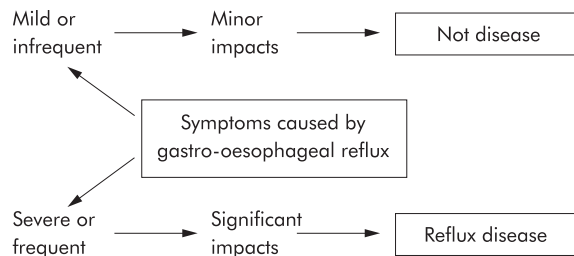 Mild or
infrequent
Minor
impacts
Not disease
Symptoms caused by
gastro-oesophageal reflux
Severe or
frequent
Significant
impacts
Reflux disease